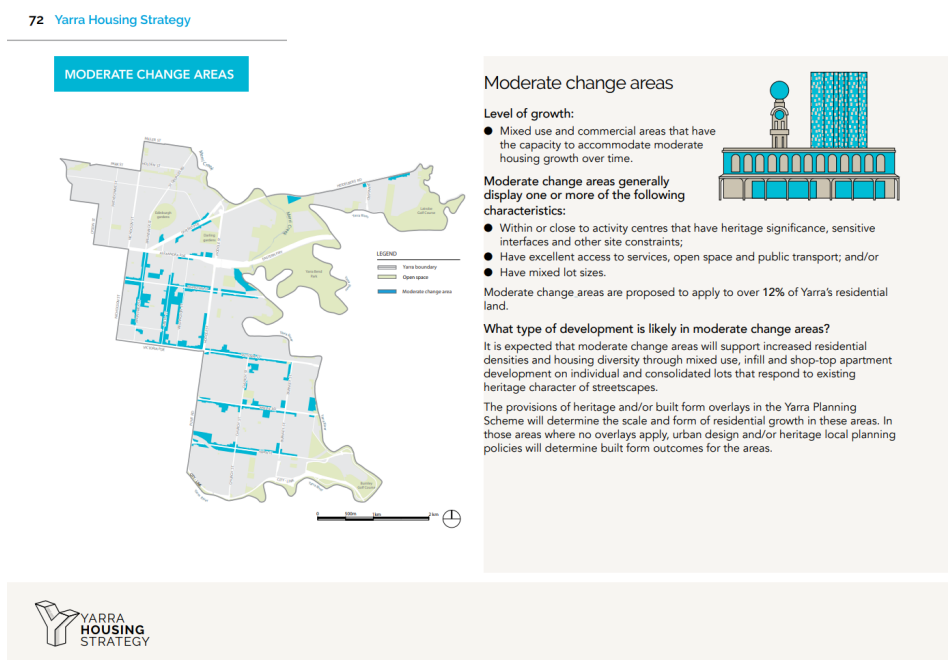 72 Yarra Housing Strategy
MODERATE CHANGE AREAS
LEGEND
Yarra boundary
Open space
Moderate change area
0 500m 1km 2 km
Moderate change areas
Level of growth:
● Mixed use and commercial areas that have
the capacity to accommodate moderate
housing growth over time.
Moderate change areas generally
display one or more of the following
characteristics:
● Within or close to activity centres that have heritage significance, sensitive
interfaces and other site constraints;
● Have excellent access to services, open space and public transport; and/or
● Have mixed lot sizes.
Moderate change areas are proposed to apply to over 12% of Yarra's residential
land.
What type of development is likely in moderate change areas?
It is expected that moderate change areas will support increased residential
densities and housing diversity through mixed use, infill and shop-top apartment
development on individual and consolidated lots that respond to existing
heritage character of streetscapes.
The provisions of heritage and/or built form overlays in the Yarra Planning
Scheme will determine the scale and form of residential growth in these areas. In
those areas where no overlays apply, urban design and/or heritage local planning
policies will determine built form outcomes for the areas.
YARRA
HOUSING
STRATEGY